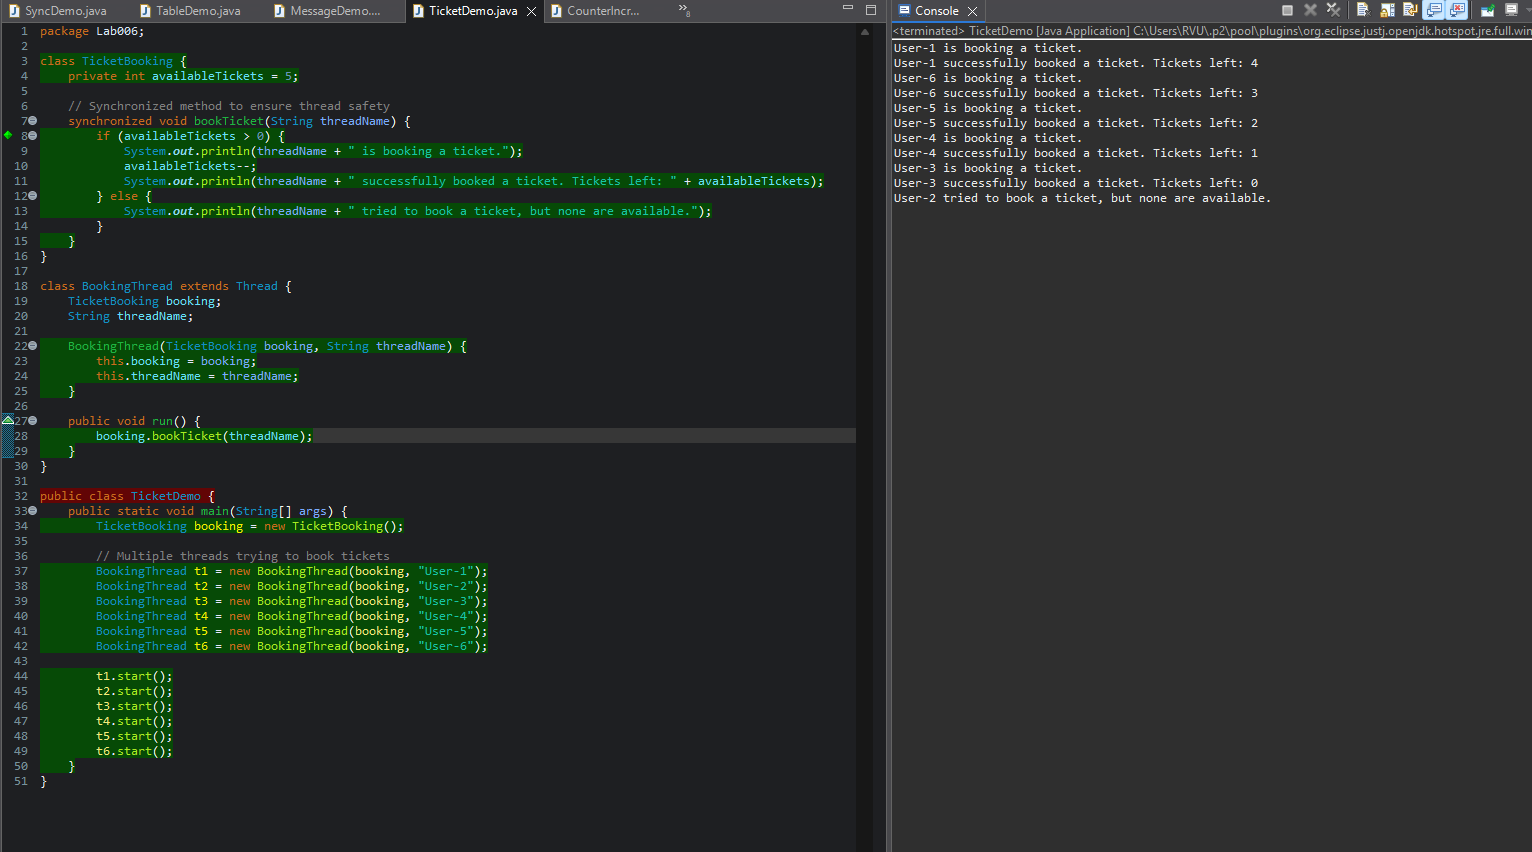 SyncDemo.java TableDemo.java MessageDemo.... TicketDemo.java CounterIncr... »8
1 package Lab006;
2
3 class TicketBooking {
4 private int availableTickets = 5;
5
6 // Synchronized method to ensure thread safety
7 synchronized void bookTicket(String threadName) {
8 if (availableTickets > 0) {
9 System.out.println(threadName + " is booking a ticket.");
10 availableTickets--;
11 System.out.println(threadName + " successfully booked a ticket. Tickets left: " + availableTickets);
12 } else {
13 System.out.println(threadName + " tried to book a ticket, but none are available.");
14 }
15 }
16 }
17
18 class BookingThread extends Thread {
19 TicketBooking booking;
20 String threadName;
21
22 BookingThread(TicketBooking booking, String threadName) {
23 this.booking = booking;
24 this.threadName = threadName;
25 }
26
27 public void run() {
28 booking.bookTicket(threadName);
29 }
30 }
31
32 public class TicketDemo {
33 public static void main(String[] args) {
34 TicketBooking booking = new TicketBooking();
35
36 // Multiple threads trying to book tickets
37 BookingThread t1 = new BookingThread(booking, "User-1");
38 BookingThread t2 = new BookingThread(booking, "User-2");
39 BookingThread t3 = new BookingThread(booking, "User-3");
40 BookingThread t4 = new BookingThread(booking, "User-4");
41 BookingThread t5 = new BookingThread(booking, "User-5");
42 BookingThread t6 = new BookingThread(booking, "User-6");
43
44 t1.start();
45 t2.start();
46 t3.start();
47 t4.start();
48 t5.start();
49 t6.start();
50 }
51 }
Console
<terminated> TicketDemo [Java Application] C:\Users\RVU\.p2\pool\plugins\org.eclipse.justj.openjdk.hotspot.jre.full.win
User-1 is booking a ticket.
User-1 successfully booked a ticket. Tickets left: 4
User-6 is booking a ticket.
User-6 successfully booked a ticket. Tickets left: 3
User-5 is booking a ticket.
User-5 successfully booked a ticket. Tickets left: 2
User-4 is booking a ticket.
User-4 successfully booked a ticket. Tickets left: 1
User-3 is booking a ticket.
User-3 successfully booked a ticket. Tickets left: 0
User-2 tried to book a ticket, but none are available.